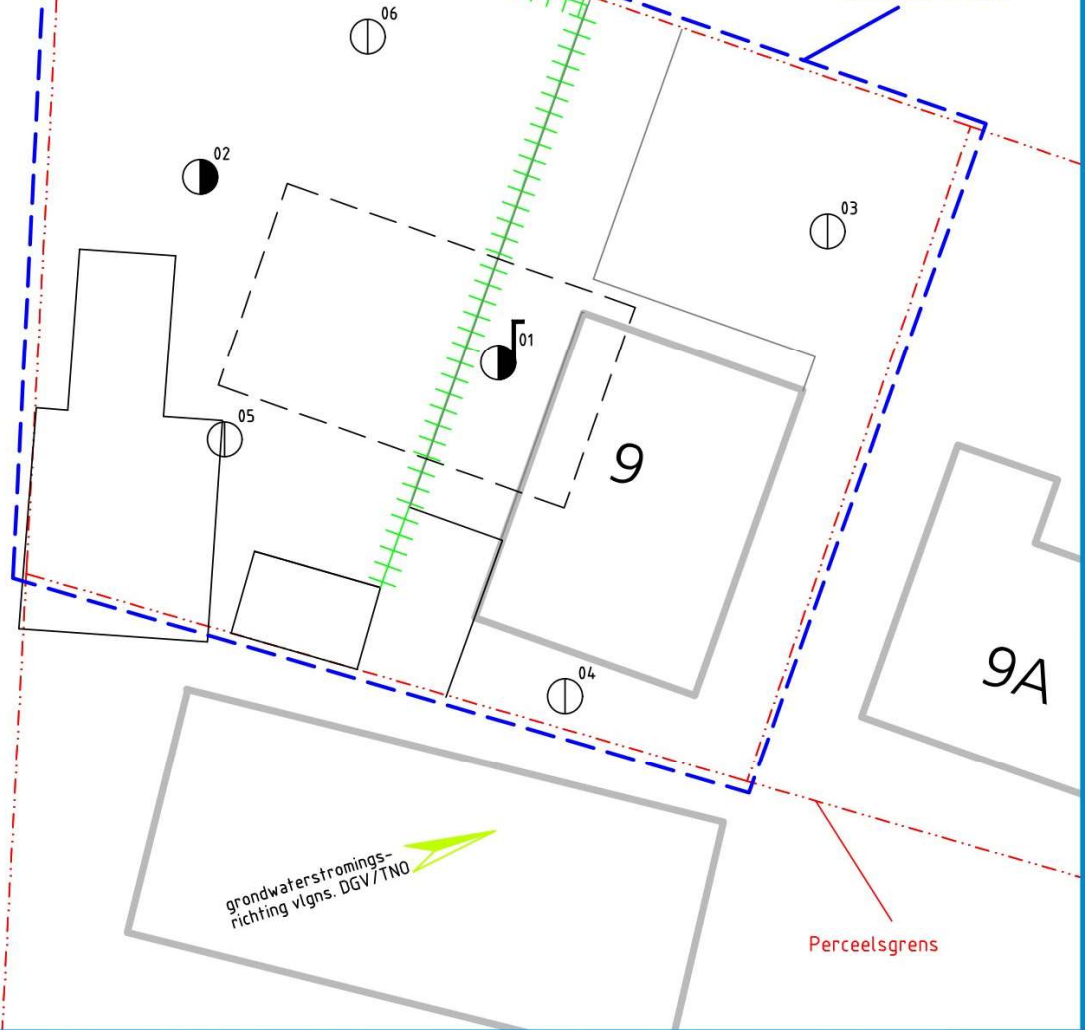 06
02
03
01
05
9
9A
04
grondwaterstromings-
richting vlgns. DGV/TNO
Perceelsgrens